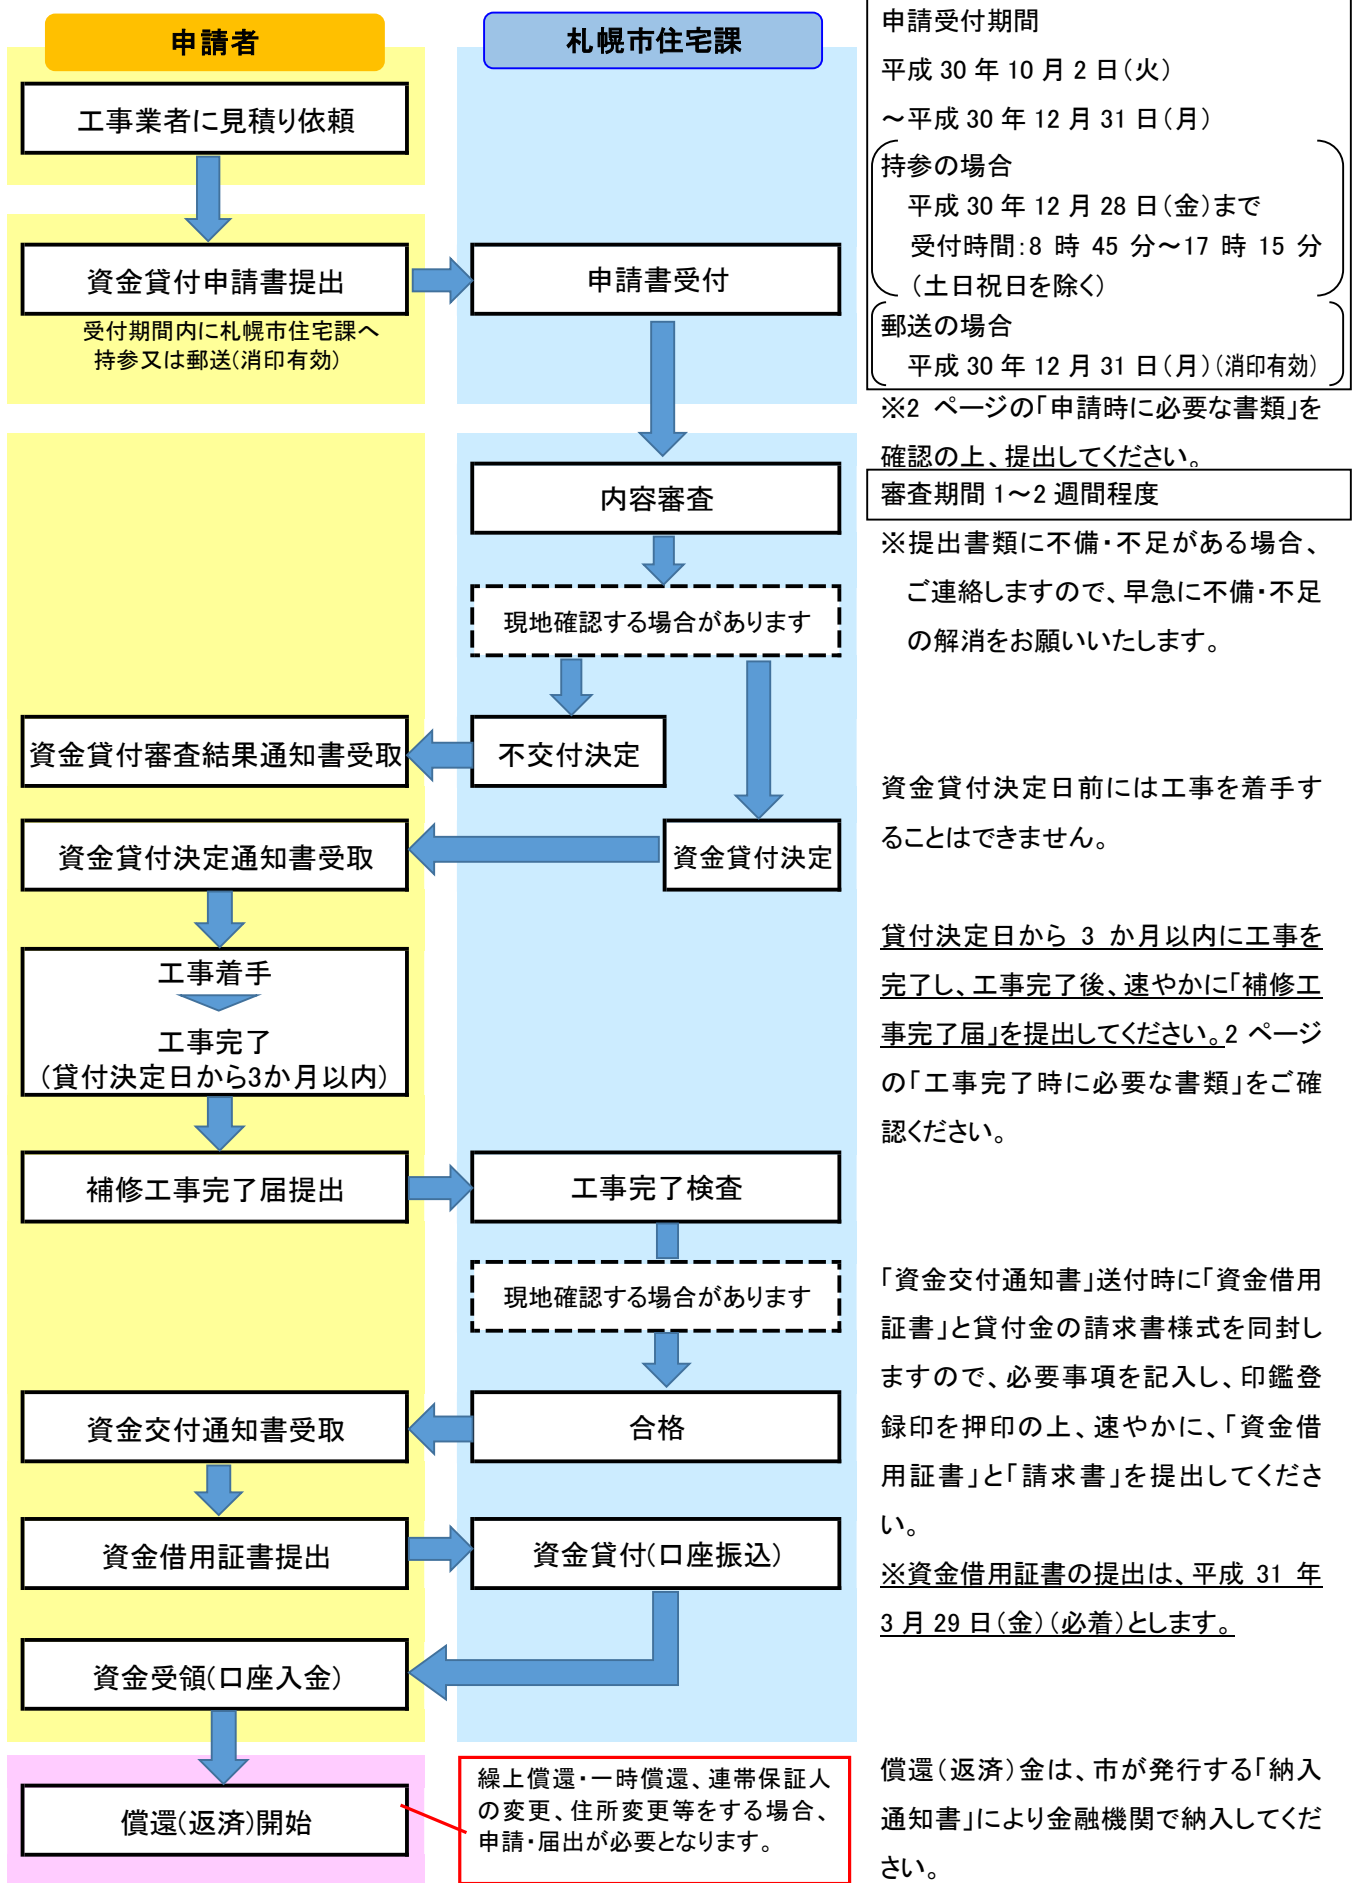 申請者
札幌市住宅課
工事業者に見積り依頼
資金貸付申請書提出
受付期間内に札幌市住宅課へ
持参又は郵送(消印有効)
申請書受付
内容審査
現地確認する場合があります
不交付決定
資金貸付審査結果通知書受取
資金貸付決定
資金貸付決定通知書受取
工事着手
工事完了
(貸付決定日から3か月以内)
補修工事完了届提出
工事完了検査
現地確認する場合があります
合格
資金交付通知書受取
資金借用証書提出
資金貸付(口座振込)
資金受領(口座入金)
償還(返済)開始
繰上償還・一時償還、連帯保証人
の変更、住所変更等をする場合、
申請・届出が必要となります。
申請受付期間
平成 30 年 10 月 2 日(火)
～平成 30 年 12 月 31 日(月)
持参の場合
平成 30 年 12 月 28 日(金)まで
受付時間:8 時 45 分～17 時 15 分
(土日祝日を除く)
郵送の場合
平成 30 年 12 月 31 日(月)(消印有効)
※2 ページの「申請時に必要な書類」を
確認の上、提出してください。
審査期間 1～2 週間程度
※提出書類に不備・不足がある場合、
ご連絡しますので、早急に不備・不足
の解消をお願いいたします。
資金貸付決定日前には工事を着手す
ることはできません。
貸付決定日から 3 か月以内に工事を
完了し、工事完了後、速やかに「補修工
事完了届」を提出してください。2 ページ
の「工事完了時に必要な書類」をご確
認ください。
「資金交付通知書」送付時に「資金借用
証書」と貸付金の請求書様式を同封し
ますので、必要事項を記入し、印鑑登
録印を押印の上、速やかに、「資金借
用証書」と「請求書」を提出してくださ
い。
※資金借用証書の提出は、平成 31 年
3 月 29 日(金)(必着)とします。
償還(返済)金は、市が発行する「納入
通知書」により金融機関で納入してくだ
さい。